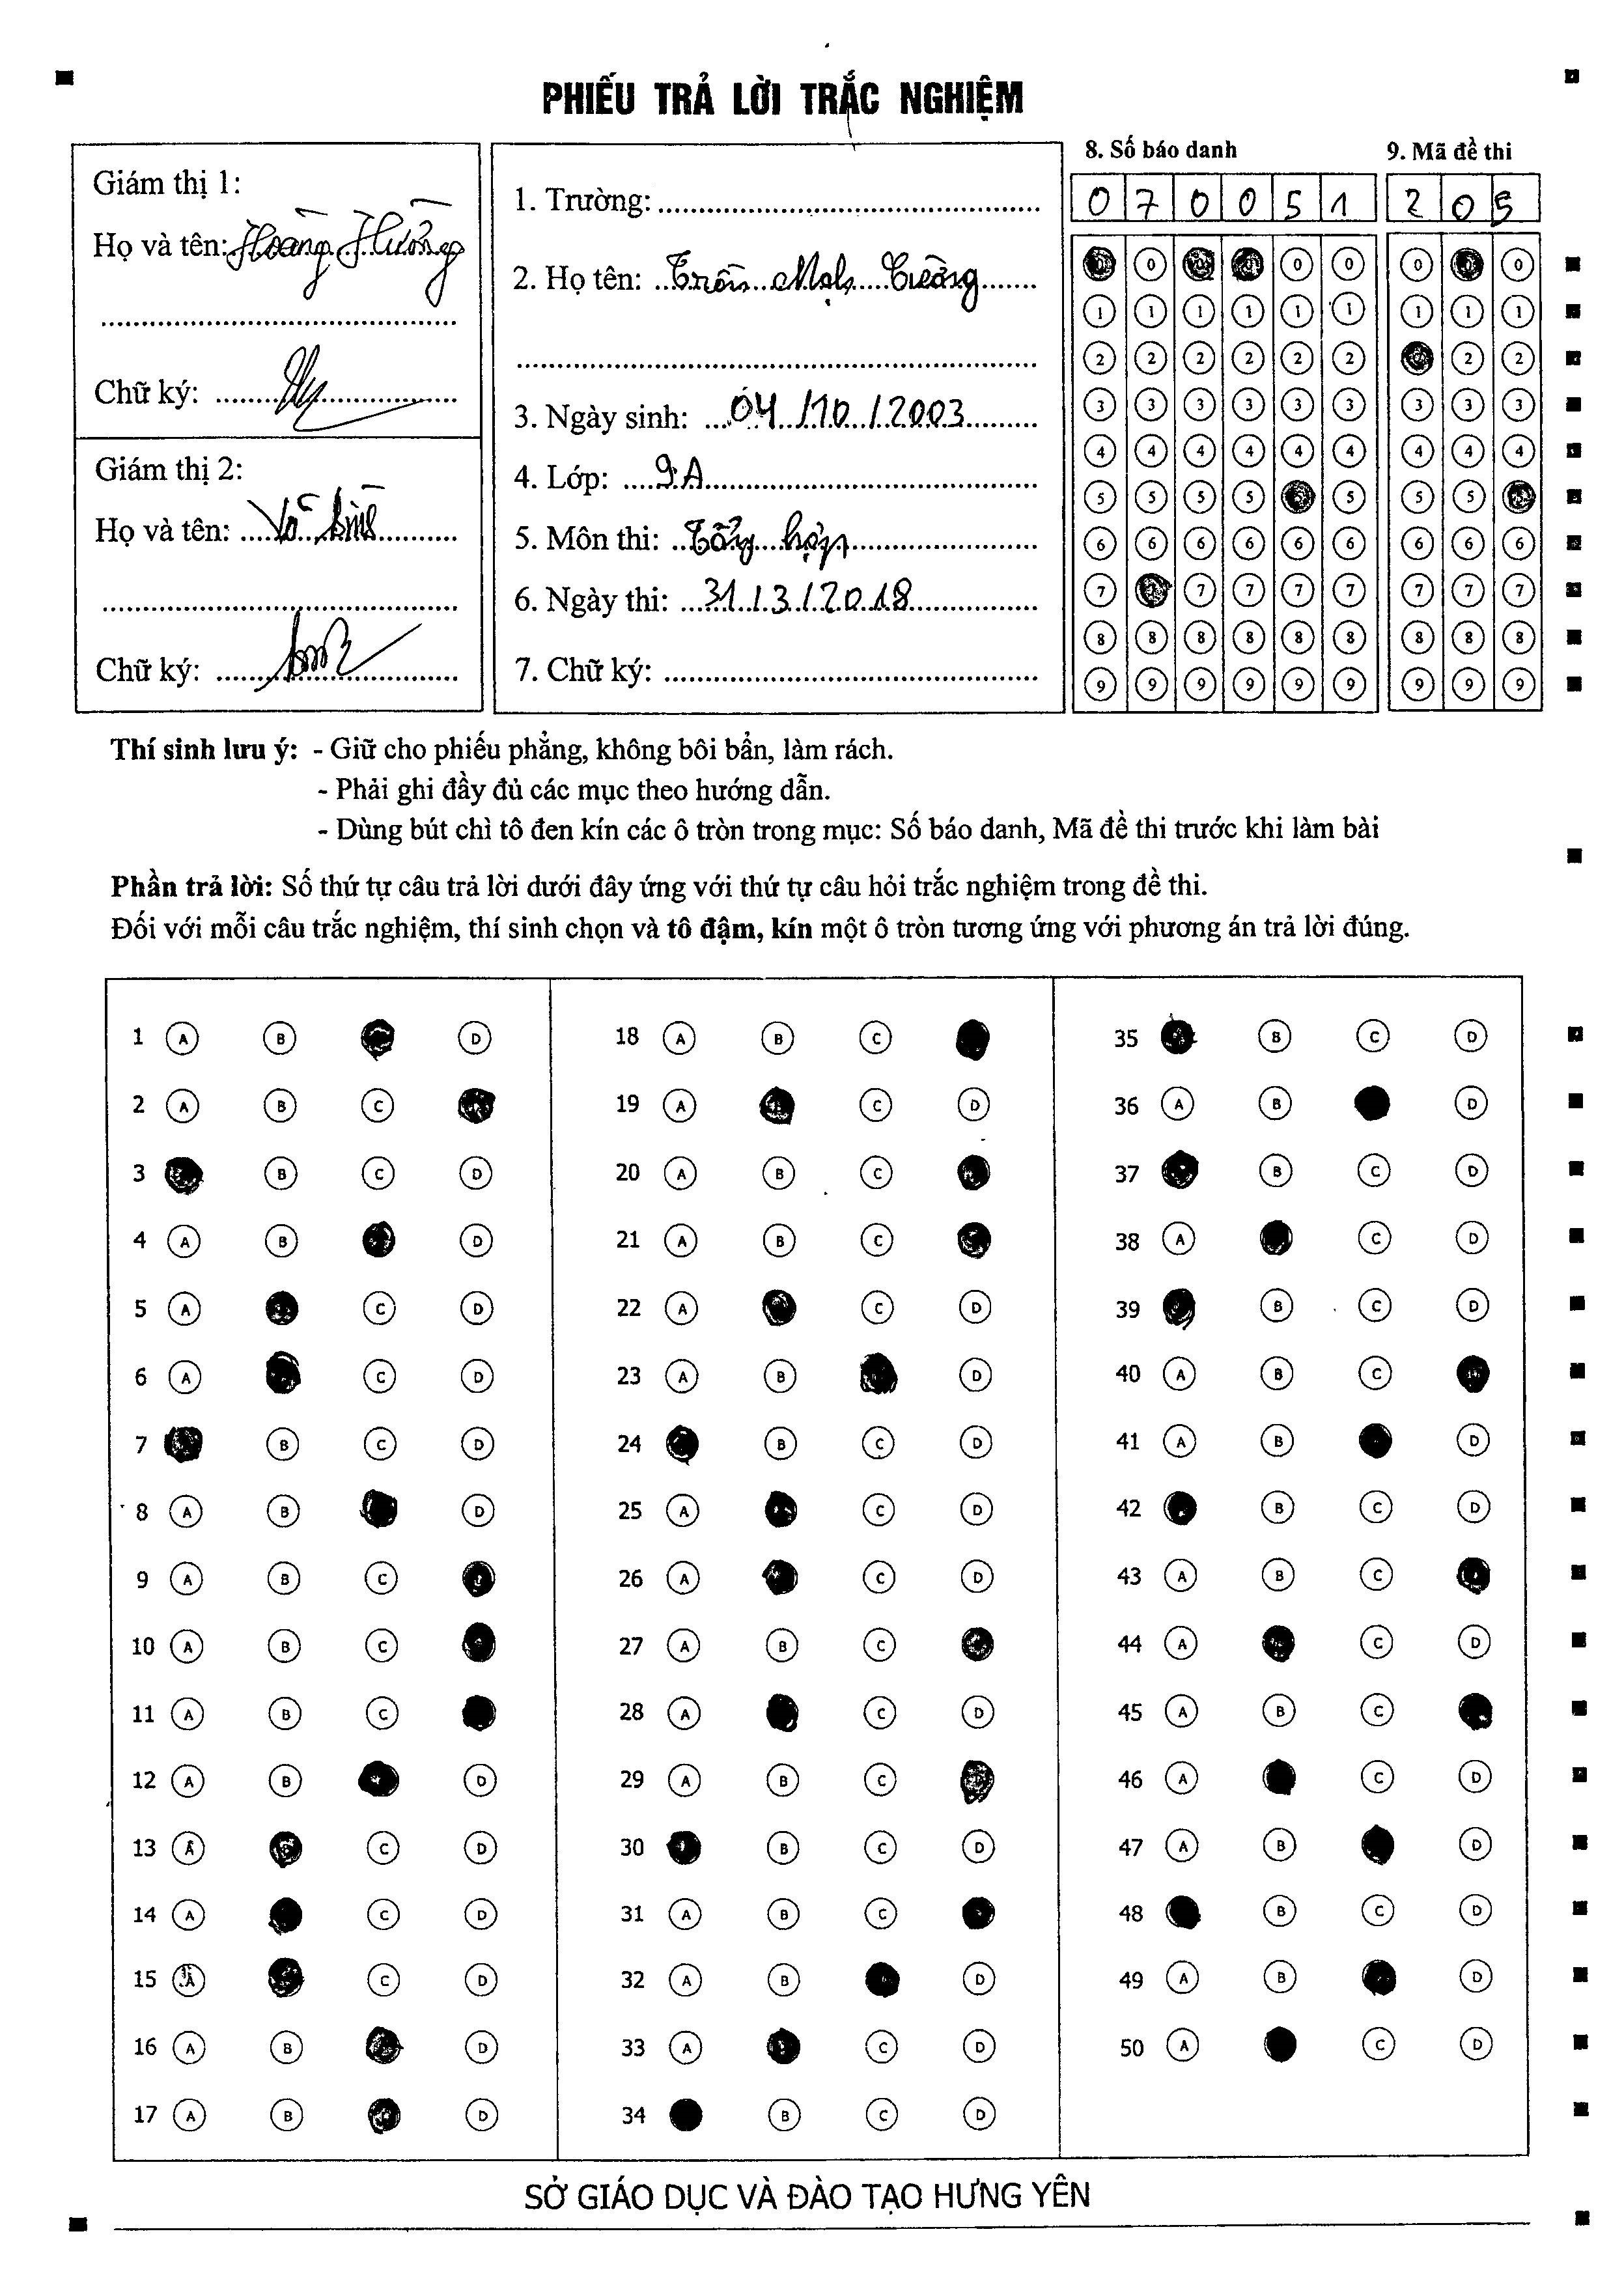 PHIẾU TRẢ LỜI TRẮC NGHIỆM
Giám thị 1:
Họ và tên: Hoàng Hường
Chữ ký:
Giám thị 2:
Họ và tên: Võ
Chữ ký:
1. Trường:
2. Họ tên: Trần Mạnh Cường
3. Ngày sinh: 04/10/2003
4. Lớp: 9A
5. Môn thi: Tổng hợp
6. Ngày thi: 31/3/2018
7. Chữ ký:
8. Số báo danh
0 7 0 0 5 1
9. Mã đề thi
2 0 5
0 0 0 0 0
1 1 1 1 1 1 1 1 1
2 2 2 2 2 2 2 2
3 3 3 3 3 3 3 3 3
4 4 4 4 4 4 4 4 4
5 5 5 5 5 5 5
6 6 6 6 6 6 6 6 6
7 7 7 7 7 7 7 7
8 8 8 8 8 8 8 8 8
9 9 9 9 9 9 9 9 9
Thí sinh lưu ý: - Giữ cho phiếu phẳng, không bôi bẩn, làm rách.
- Phải ghi đầy đủ các mục theo hướng dẫn.
- Dùng bút chì tô đen kín các ô tròn trong mục: Số báo danh, Mã đề thi trước khi làm bài
Phần trả lời: Số thứ tự câu trả lời dưới đây ứng với thứ tự câu hỏi trắc nghiệm trong đề thi.
Đối với mỗi câu trắc nghiệm, thí sinh chọn và tô đậm, kín một ô tròn tương ứng với phương án trả lời đúng.
1 A B D
2 A B C
3 B C D
4 A B D
5 A C D
6 A C D
7 B C D
8 A B D
9 A B C
10 A B C
11 A B C
12 A B D
13 A C D
14 A C D
15 A C D
16 A B D
17 A B D
18 A B C
19 A C D
20 A B C
21 A B C
22 A C D
23 A B D
24 B C D
25 A C D
26 A C D
27 A B C
28 A C D
29 A B C
30 B C D
31 A B C
32 A B D
33 A C D
34 B C D
35 B C D
36 A B D
37 B C D
38 A C D
39 B C D
40 A B C
41 A B D
42 B C D
43 A B C
44 A C D
45 A B C
46 A C D
47 A B D
48 B C D
49 A B D
50 A C D
SỞ GIÁO DỤC VÀ ĐÀO TẠO HƯNG YÊN